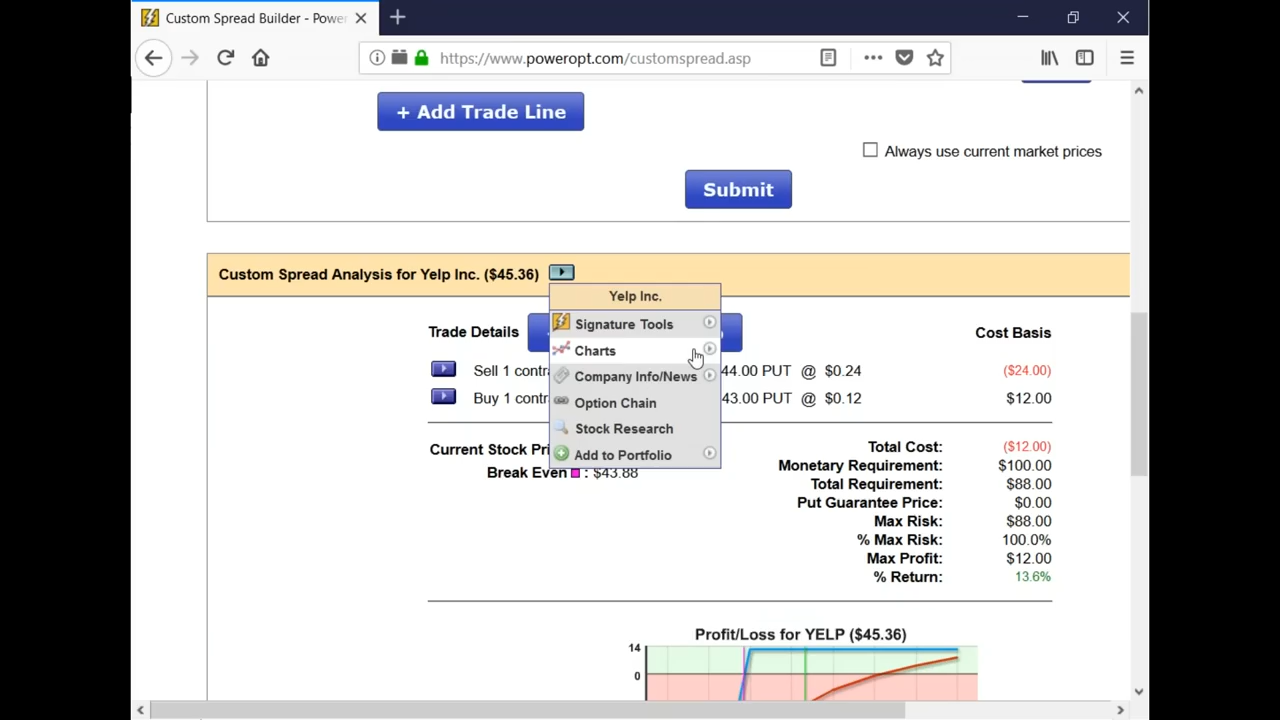 Custom Spread Builder - Power
https://www.poweropt.com/customspread.asp
+ Add Trade Line
Always use current market prices
Submit
Custom Spread Analysis for Yelp Inc. ($45.36)
Yelp Inc.
Signature Tools
Charts
Company Info/News
Option Chain
Stock Research
Add to Portfolio
Trade Details
Cost Basis
Sell 1 contr 44.00 PUT @ $0.24 ($24.00)
Buy 1 contr 43.00 PUT @ $0.12 $12.00
Current Stock Pri
Break Even : $43.88
Total Cost: ($12.00)
Monetary Requirement: $100.00
Total Requirement: $88.00
Put Guarantee Price: $0.00
Max Risk: $88.00
% Max Risk: 100.0%
Max Profit: $12.00
% Return: 13.6%
Profit/Loss for YELP ($45.36)
14
0